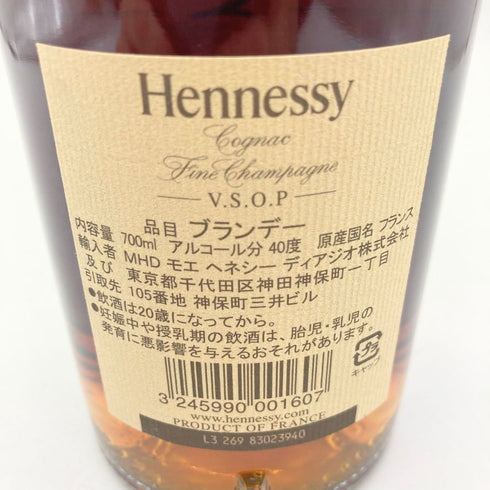 Hennessy
Cognac
Fine Champagne
V.S.O.P
品目 ブランデー
内容量 700ml アルコール分 40度 原産国名 フランス
輸入者 MHD モエ ヘネシー ディアジオ株式会社
及び 東京都千代田区神田神保町一丁目
引取先 105番地 神保町三井ビル
●飲酒は20歳になってから。
●妊娠中や授乳期の飲酒は、胎児・乳児の
発育に悪影響を与えるおそれがあります。
キャップ
3 245990 001607
www.hennessy.com
PRODUCT OF FRANCE
L3 269 83023940